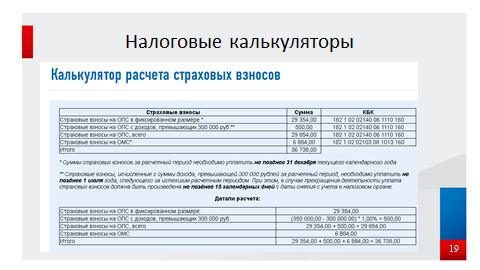 Налоговые калькуляторы
Калькулятор расчета страховых взносов
Страховые взносы Сумма КБК
Страховые взносы на ОПС в фиксированном размере * 29 354,00 182 1 02 02140 06 1110 160
Страховые взносы на ОПС с доходов, превышающих 300 000 руб.** 500,00 182 1 02 02140 06 1110 160
Страховые взносы на ОПС, всего 29 854,00 182 1 02 02140 06 1110 160
Страховые взносы на ОМС* 6 884,00 182 1 02 02103 08 1013 160
Итого 36 738,00
* Суммы страховых взносов за расчетный период необходимо уплатить не позднее 31 декабря текущего календарного года
** Страховые взносы, исчисленные с суммы дохода, превышающей 300 000 рублей за расчетный период, необходимо уплатить не
позднее 1 июля года, следующего за истекшим расчетным периодом. При этом, в случае прекращения деятельности уплата
страховых взносов должна быть произведена не позднее 15 календарных дней с даты снятия с учета в налоговом органе.
Детали расчета:
Страховые взносы на ОПС в фиксированном размере. 29 354,00
Страховые взносы на ОПС с доходов, превышающих 300 000 руб. (350 000,00 - 300 000.00) * 1,00% = 500,00
Страховые взносы на ОПС, всего 29 354,00 + 500,00 = 29 854,00
Страховые взносы на ОМС 6 884,00
Итого 29 354,00 + 500,00 + 6 884,00 = 36 738,00
19